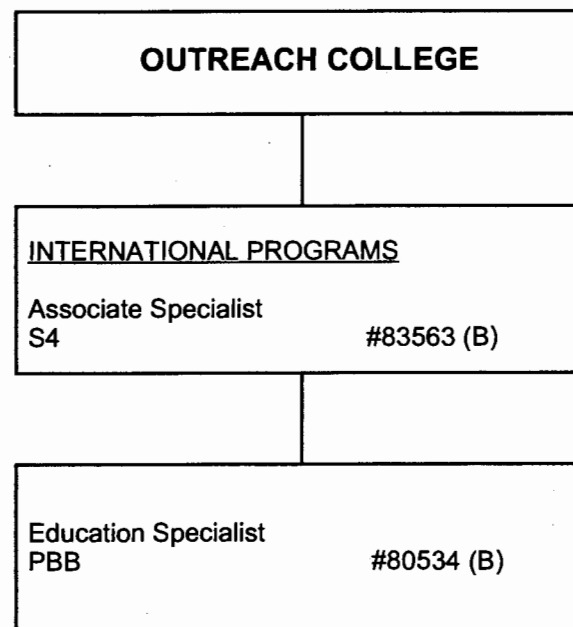 OUTREACH COLLEGE
INTERNATIONAL PROGRAMS
Associate Specialist
S4 #83563 (B)
Education Specialist
PBB #80534 (B)